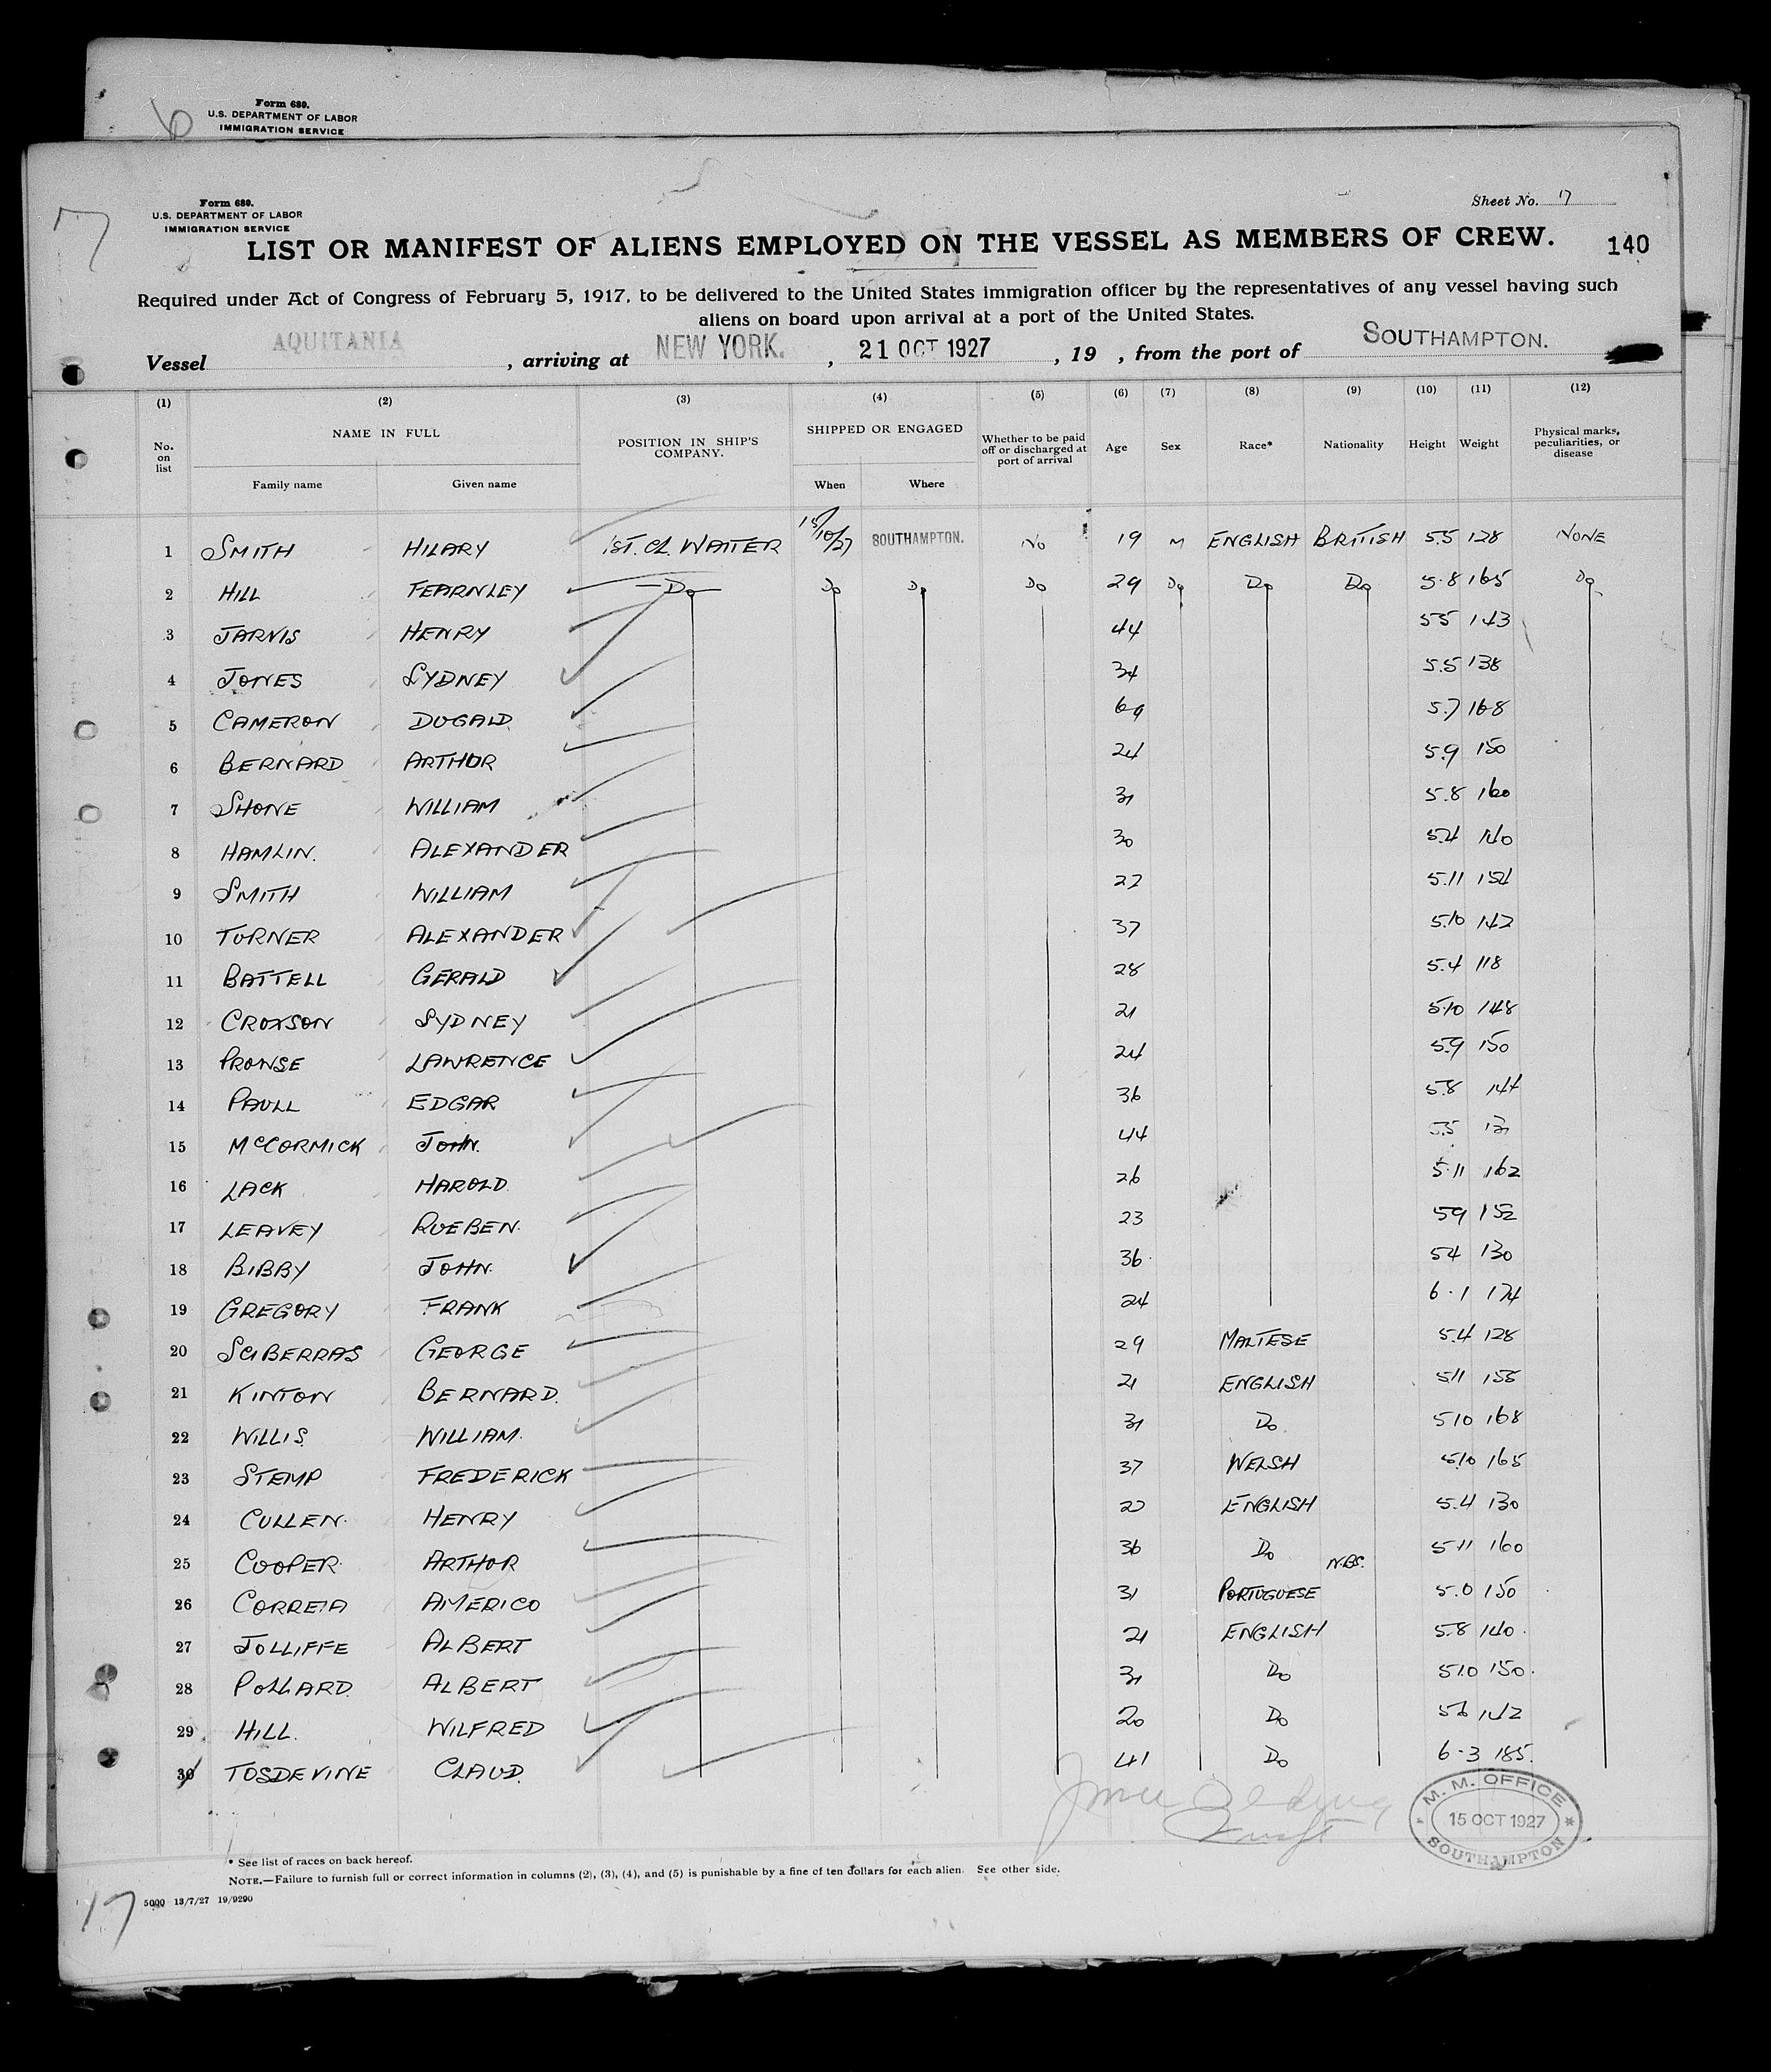 6
Form 680.
U.S. DEPARTMENT OF LABOR
IMMIGRATION SERVICE
7
Form 680.
U.S. DEPARTMENT OF LABOR
IMMIGRATION SERVICE
Sheet No. 7
LIST OR MANIFEST OF ALIENS EMPLOYED ON THE VESSEL AS MEMBERS OF CREW. 140
Required under Act of Congress of February 5, 1917, to be delivered to the United States immigration officer by the representatives of any vessel having such
aliens on board upon arrival at a port of the United States.
Vessel AQUITANIA, arriving at NEW YORK., 21 OCT 1927, 19 , from the port of SOUTHAMPTON.
(1) (2) (3) (4) (5) (6) (7) (8) (9) (10) (11) (12)
No. on list NAME IN FULL POSITION IN SHIP'S COMPANY. SHIPPED OR ENGAGED Whether to be paid off or discharged at port of arrival Age Sex Race* Nationality Height Weight Physical marks, peculiarities, or disease
Family name Given name When Where
1 SMITH HILARY 1ST. CL. WAITER 15/10/27 SOUTHAMPTON. No 19 M ENGLISH BRITISH 5.5 128 NONE
2 HILL FEARNLEY Do Do Do Do 29 Do Do Do 5.8 165 Do
3 JARVIS HENRY 44 55 143
4 JONES SYDNEY 34 5.5 138
5 CAMERON DUGALD. 69 5.7 168
6 BERNARD ARTHUR 24 5.9 150
7 SHONE WILLIAM 31 5.8 160
8 HAMLIN. ALEXANDER 30 5.4 140
9 SMITH WILLIAM 27 5.11 154
10 TURNER ALEXANDER 37 5.10 142
11 BATTELL GERALD 28 5.4 118
12 CROXSON SYDNEY 21 5.10 148
13 PROWSE LAWRENCE 24 5.9 150
14 PAULL EDGAR 36 5.8 144
15 McCORMICK JOHN. 44 5.5
16 LACK HAROLD. 26 5.11 162
17 LEAVEY RUEBEN. 23 59 152
18 BIBBY JOHN. 36 54 130
19 GREGORY FRANK 24 6.1 174
20 SCIBERRAS GEORGE 29 MALTESE 5.4 128
21 KINTON BERNARD. 21 ENGLISH 511 155
22 WILLIS. WILLIAM. 31 Do 510 168
23 STEMP FREDERICK 37 WELSH 5.10 165
24 CULLEN. HENRY ENGLISH 5.4 130
25 COOPER. ARTHUR 36 Do 5.11 160
N.BS.
26 CORREIA AMERICO 31 PORTUGUESE 5.0 150
27 JOLLIFFE ALBERT 21 ENGLISH 5.8 140.
28 POLLARD. ALBERT 31 Do 510 150.
29 HILL. WILFRED 20 Do 56 142
30 TOSDEVINE CLAUD. 41 Do 6.3 185.
M. M. OFFICE
15 OCT 1927
SOUTHAMPTON
* See list of races on back hereof.
NOTE.—Failure to furnish full or correct information in columns (2), (3), (4), and (5) is punishable by a fine of ten dollars for each alien. See other side.
5000 13/7/27 19/9290
17